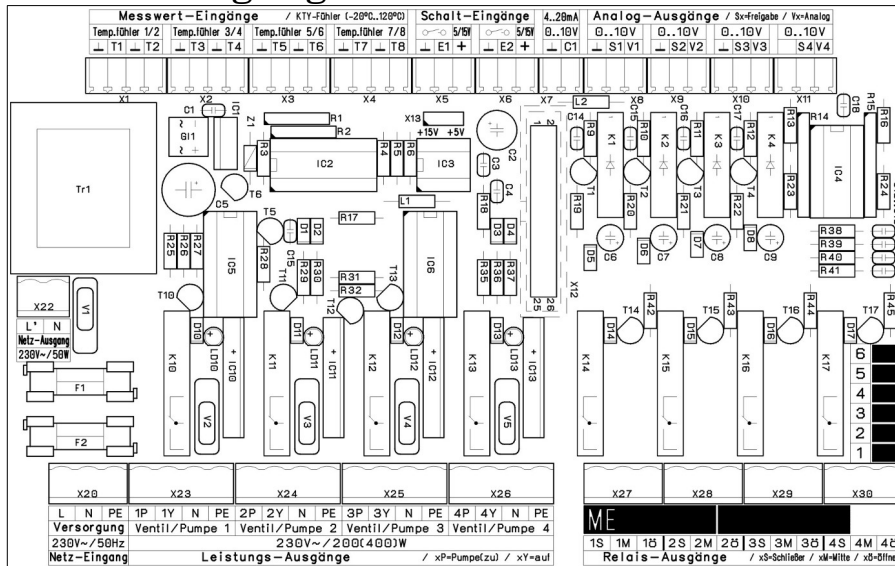 Messwert-Eingänge / KTY-Fühler (-20°C..120°C) Schalt-Eingänge 4..20mA Analog-Ausgänge / Sx=Freigabe / Vx=Analog
Temp.fühler 1/2 Temp.fühler 3/4 Temp.fühler 5/6 Temp.fühler 7/8 5/15V 5/15V 0..10V 0..10V 0..10V 0..10V 0..10V
⊥ T1 ⊥ T2 ⊥ T3 ⊥ T4 ⊥ T5 ⊥ T6 ⊥ T7 ⊥ T8 ⊥ E1 + ⊥ E2 + ⊥ C1 ⊥ S1 V1 ⊥ S2 V2 ⊥ S3 V3 S4 V4
X1 X2 X3 X4 X5 X6 X7 X8 X9 X10 X11
C1 IC1 Z1 R1 X13 L2 C14 R9 C15 R10 C16 R11 C17 R12 R13 R14 C18 R15 R16
GI1 R2 +15V +5V C2 1 2 K1 K2 K3 K4
Tr1 R3 IC2 R4 R5 R6 IC3 C3 IC4
T6 C4 T1 T2 T3 T4 R23 R24
C5 L1 R18 R19 R20 R21 R22
R25 R26 R27 IC5 T5 C15 D1 D2 R17 IC6 D3 D4 C6 C7 C8 C9 R38
R28 D5 D6 D7 D8 R39
R29 R30 R31 R35 R36 R37 R40
X22 V1 T10 T11 R32 T12 T13 25 26 X12 R41
L' N
Netz-Ausgang
230V~/50W
D10 LD10 D11 LD11 D12 LD12 D13 LD13 D14 T14 R42 D15 T15 R43 D16 T16 R44 D17 T17 R45
K10 + IC10 K11 + IC11 K12 + IC12 K13 + IC13 K14 K15 K16 K17 6
F1 5
V2 V3 V4 V5 4
3
F2 2
1
X20 X23 X24 X25 X26 X27 X28 X29 X30
L N PE 1P 1Y N PE 2P 2Y N PE 3P 3Y N PE 4P 4Y N PE ME
Versorgung Ventil/Pumpe 1 Ventil/Pumpe 2 Ventil/Pumpe 3 Ventil/Pumpe 4
230V~/50Hz 230V~/200(400)W 1S 1M 1Ö 2S 2M 2Ö 3S 3M 3Ö 4S 4M 4Ö
Netz-Eingang Leistungs-Ausgänge / xP=Pumpe(zu) / xY=auf Relais-Ausgänge / xS=Schließer / xM=Mitte / xÖ=Öffne